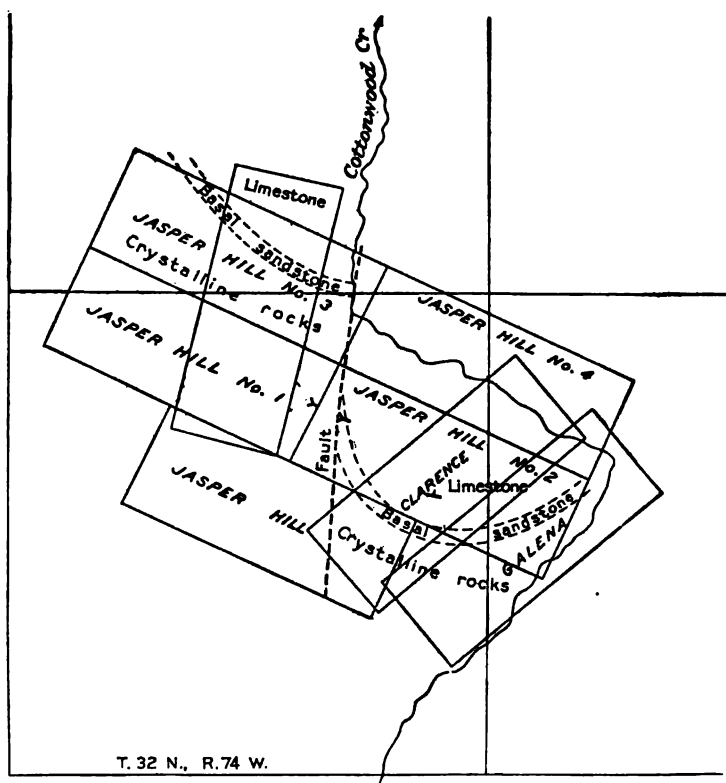 Cottonwood Cr
Limestone
Basal sandstone
JASPER HILL No. 3
Crystalline rocks
JASPER HILL No. 4
JASPER HILL No. 1
JASPER HILL No. 2
Fault
CLARENCE
Limestone
JASPER HILL
Basal sandstone
GALENA
Crystalline rocks
T. 32 N., R. 74 W.